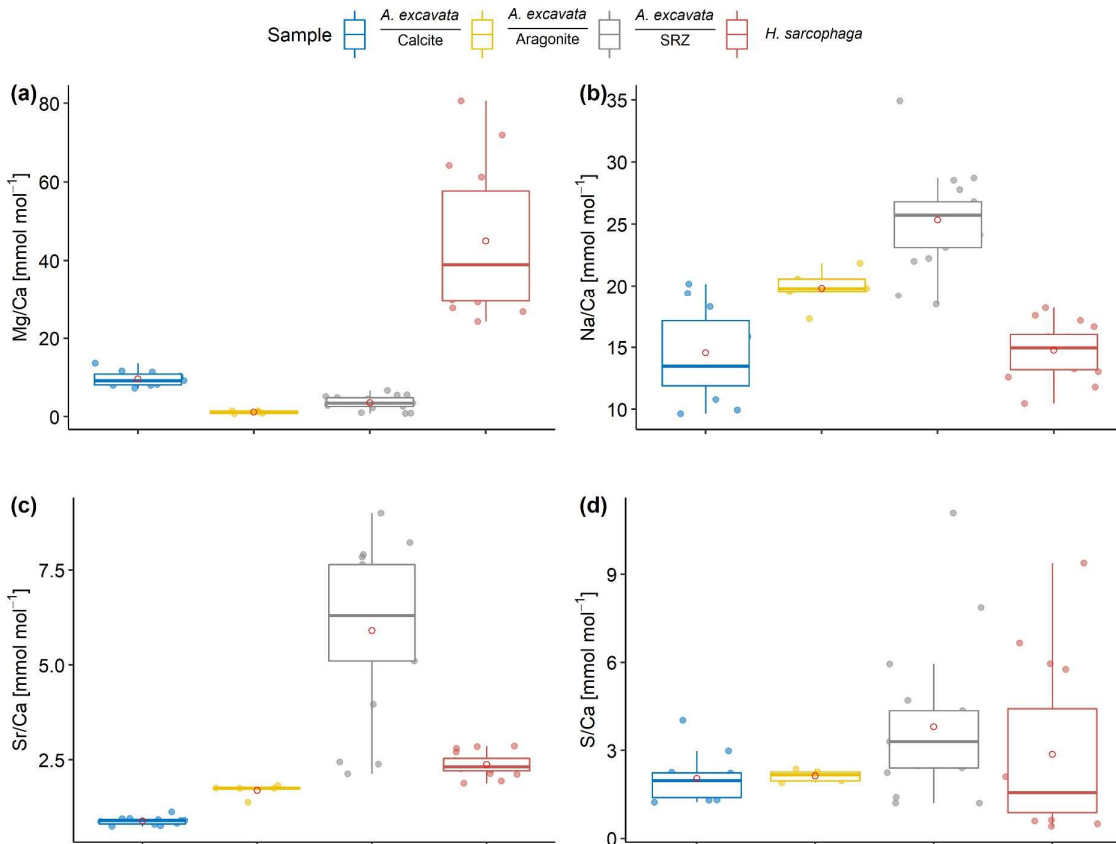 Sample
A. excavata
Calcite
A. excavata
Aragonite
A. excavata
SRZ
H. sarcophaga
(a)
Mg/Ca [mmol mol⁻¹]
80
60
40
20
0
(b)
Na/Ca [mmol mol⁻¹]
35
30
25
20
15
10
(c)
Sr/Ca [mmol mol⁻¹]
7.5
5.0
2.5
(d)
S/Ca [mmol mol⁻¹]
9
6
3
0